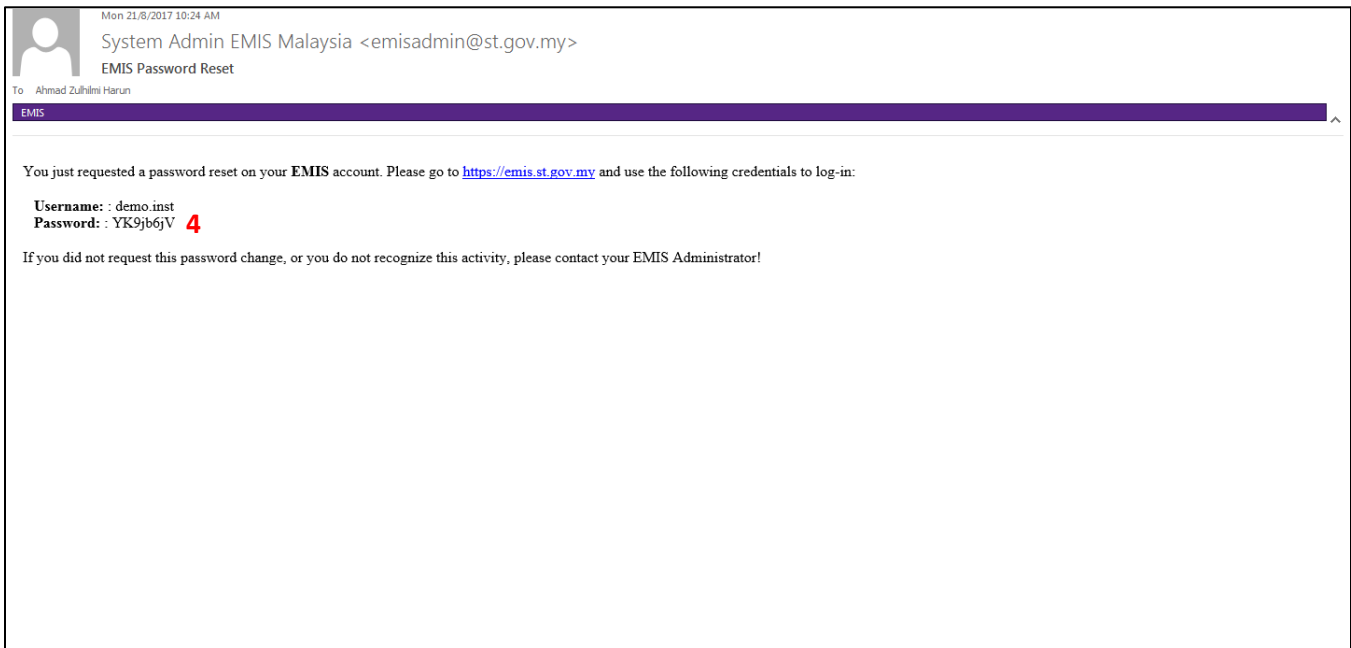 Mon 21/8/2017 10:24 AM
System Admin EMIS Malaysia <emisadmin@st.gov.my>
EMIS Password Reset
To Ahmad Zulhilmi Harun
EMIS
You just requested a password reset on your EMIS account. Please go to https://emis.st.gov.my and use the following credentials to log-in:
Username: : demo.inst
Password: : YK9jb6jV 4
If you did not request this password change, or you do not recognize this activity, please contact your EMIS Administrator!